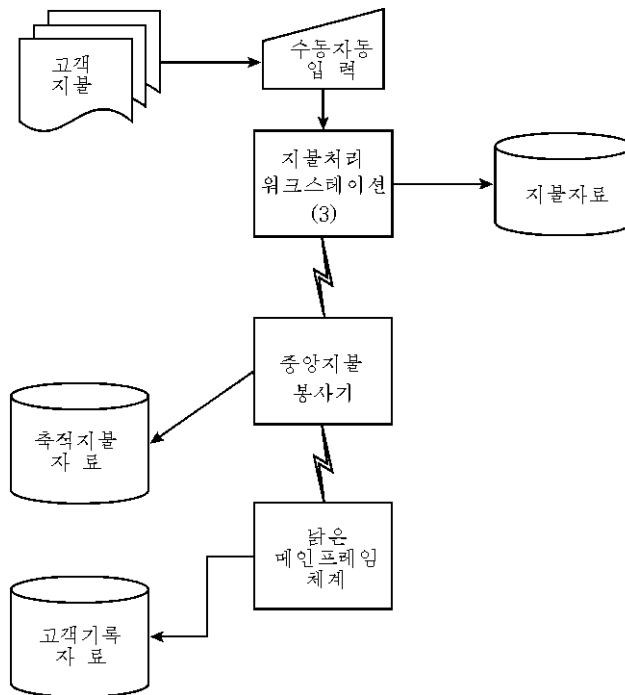 고객
지불
수동자동
입 력
지불처리
워크스테이션
(3)
지불자료
중앙지불
봉사기
축적지불
자 료
낡은
메인프레임
체계
고객기록
자 료